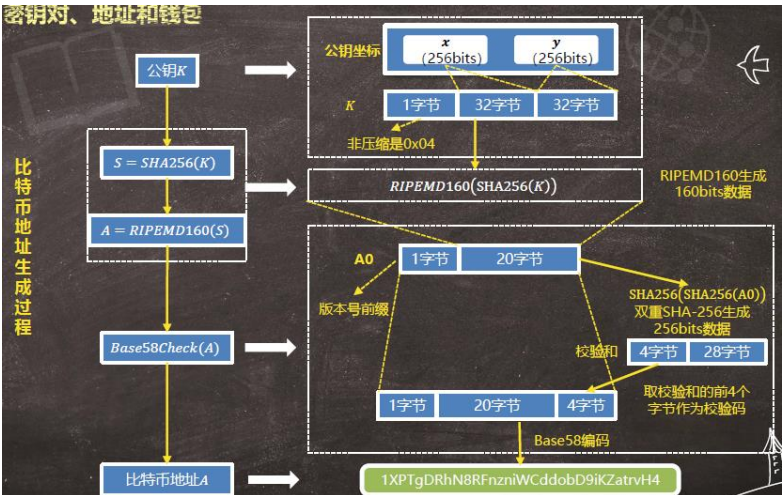 密钥对、地址和钱包
比特币地址生成过程
公钥K
S = SHA256(K)
A = RIPEMD160(S)
Base58Check(A)
比特币地址A
公钥坐标
x
(256bits)
y
(256bits)
K
1字节
32字节
32字节
非压缩是0x04
RIPEMD160(SHA256(K))
RIPEMD160生成
160bits数据
A0
1字节
20字节
版本号前缀
SHA256(SHA256(A0)
双重SHA-256生成
256bits数据
校验和
4字节
28字节
取校验和的前4个
字节作为校验码
1字节
20字节
4字节
Base58编码
1XPTgDRhN8RFnzniWCddobD9iKZatrvH4